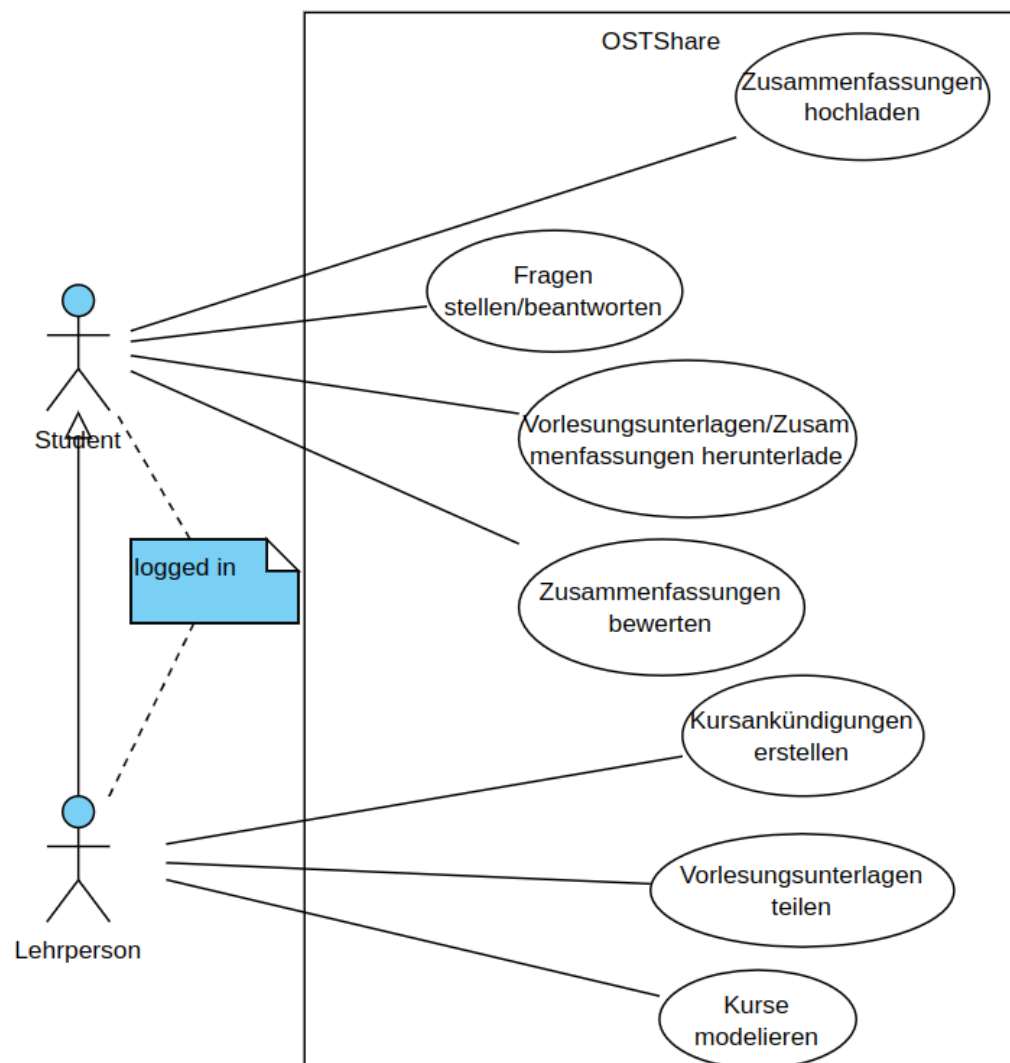 OSTShare
Zusammenfassungen
hochladen
Fragen
stellen/beantworten
Vorlesungsunterlagen/Zusam
menfassungen herunterlade
Student
logged in
Zusammenfassungen
bewerten
Kursankündigungen
erstellen
Vorlesungsunterlagen
teilen
Lehrperson
Kurse
modelieren